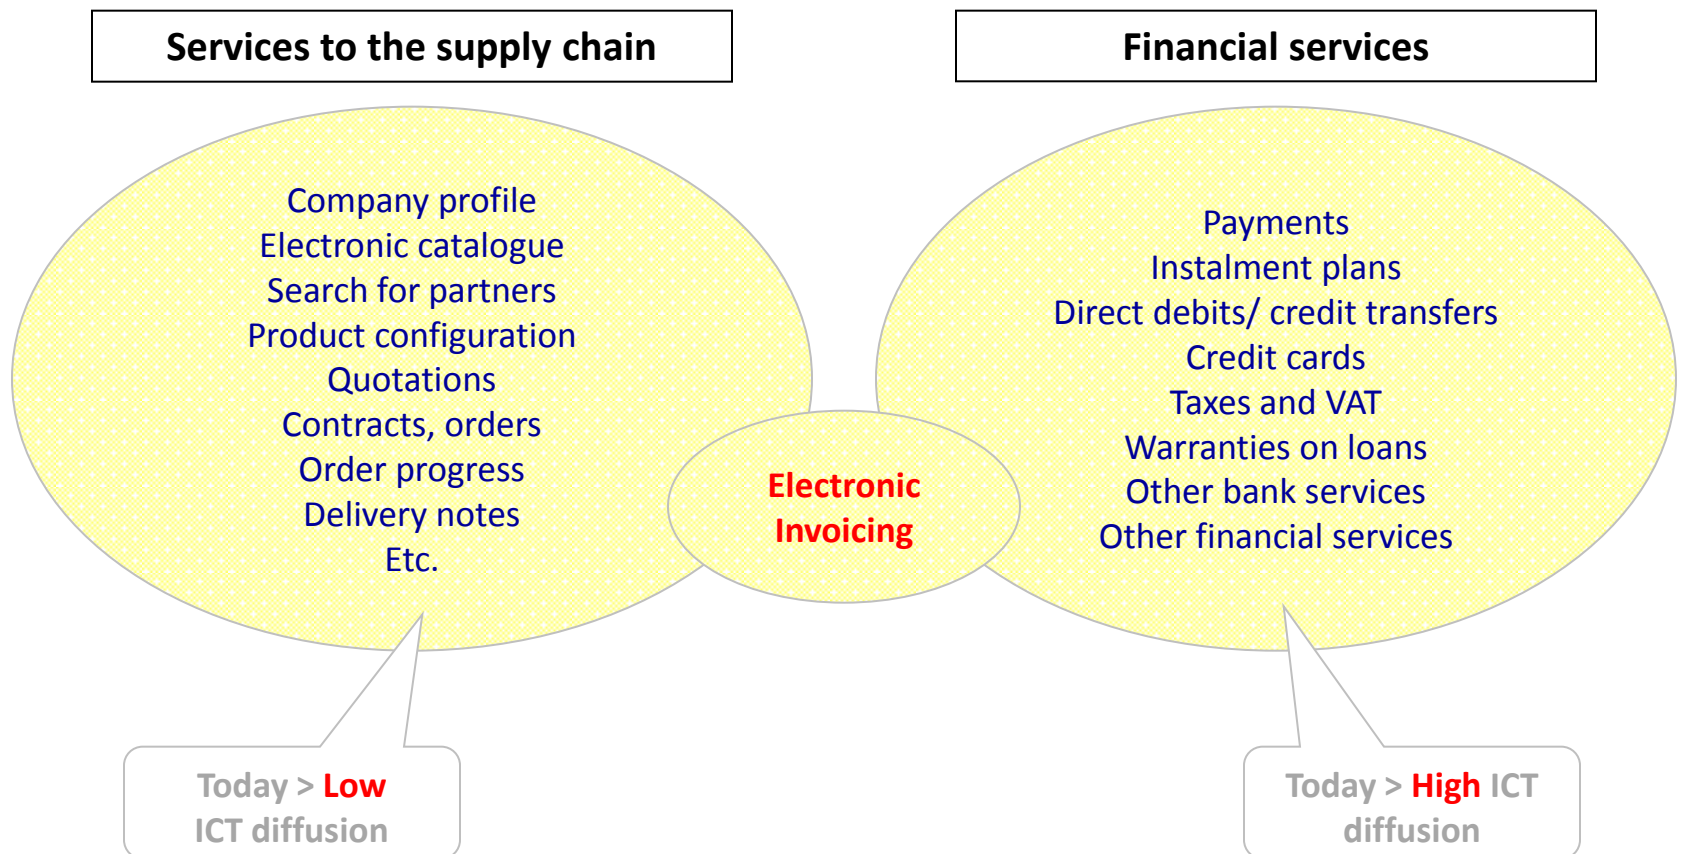 Services to the supply chain
Financial services
Company profile
Electronic catalogue
Search for partners
Product configuration
Quotations
Contracts, orders
Order progress
Delivery notes
Etc.
Electronic
Invoicing
Payments
Instalment plans
Direct debits/ credit transfers
Credit cards
Taxes and VAT
Warranties on loans
Other bank services
Other financial services
Today > Low
ICT diffusion
Today > High ICT
diffusion